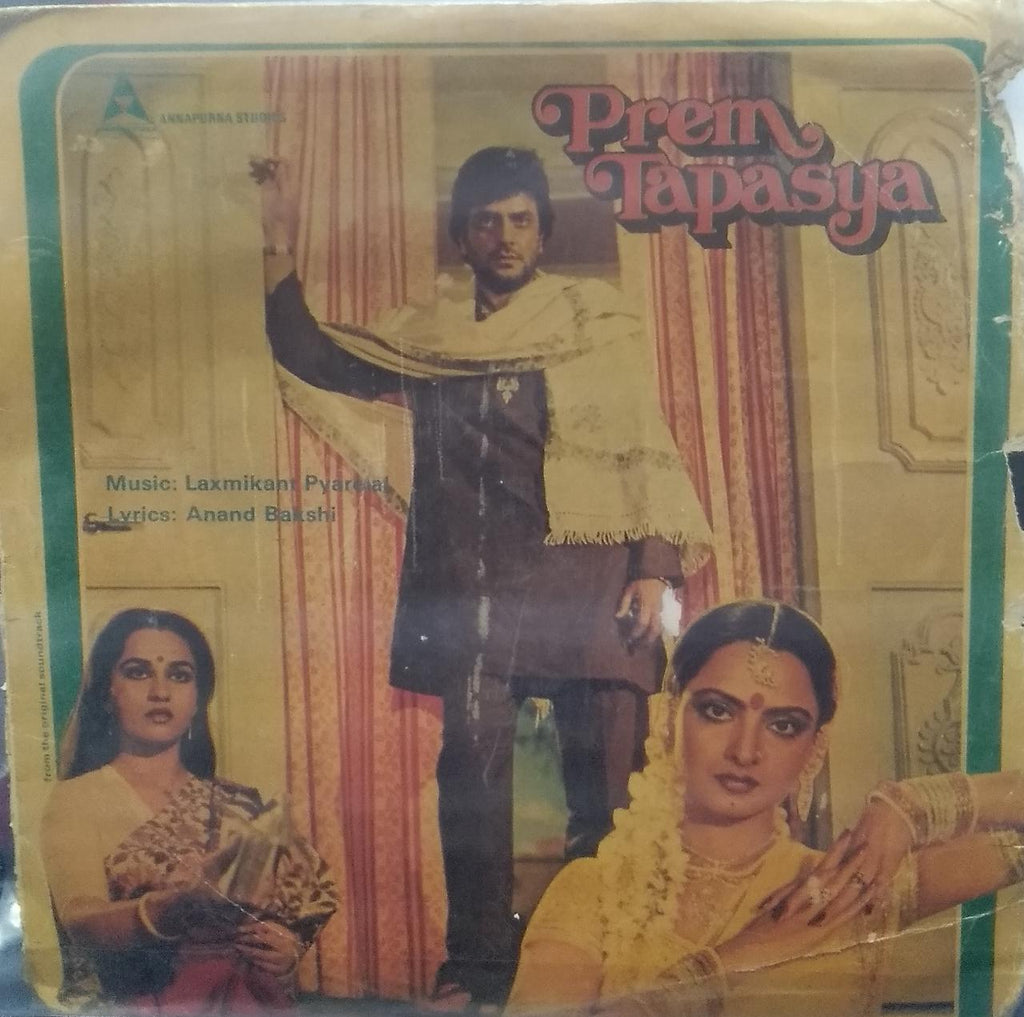 ANNAPURNA STUDIOS
Prem
Tapasya
Music: Laxmikant Pyarelal
Lyrics: Anand Bakshi
from the original soundtrack